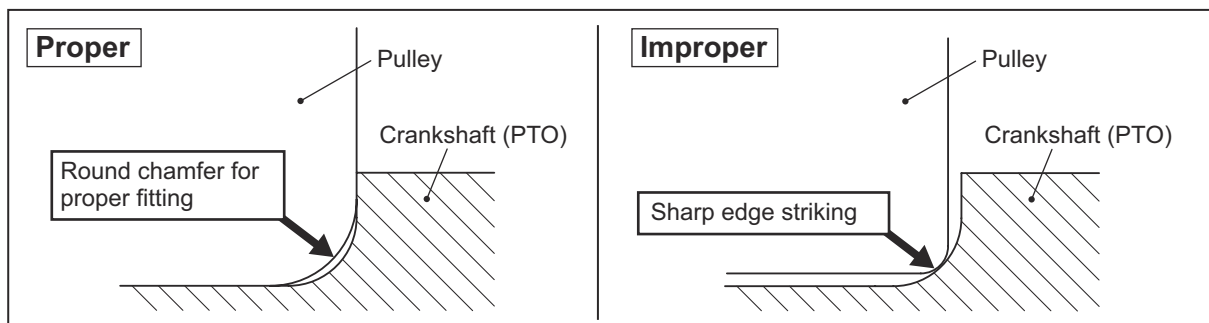 Proper
Pulley
Crankshaft (PTO)
Round chamfer for
proper fitting
Improper
Pulley
Crankshaft (PTO)
Sharp edge striking